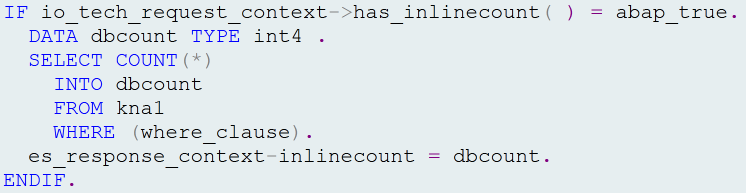 IF io_tech_request_context->has_inlinecount( ) = abap_true.
  DATA dbcount TYPE int4 .
  SELECT COUNT(*)
    INTO dbcount
    FROM kna1
    WHERE (where_clause).
  es_response_context-inlinecount = dbcount.
ENDIF.